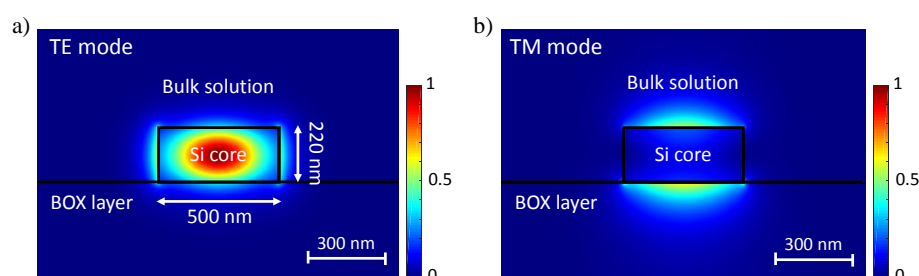 a)
TE mode
Bulk solution
Si core
220 nm
BOX layer
500 nm
300 nm
1
0.5
0
b)
TM mode
Bulk solution
Si core
BOX layer
300 nm
1
0.5
0